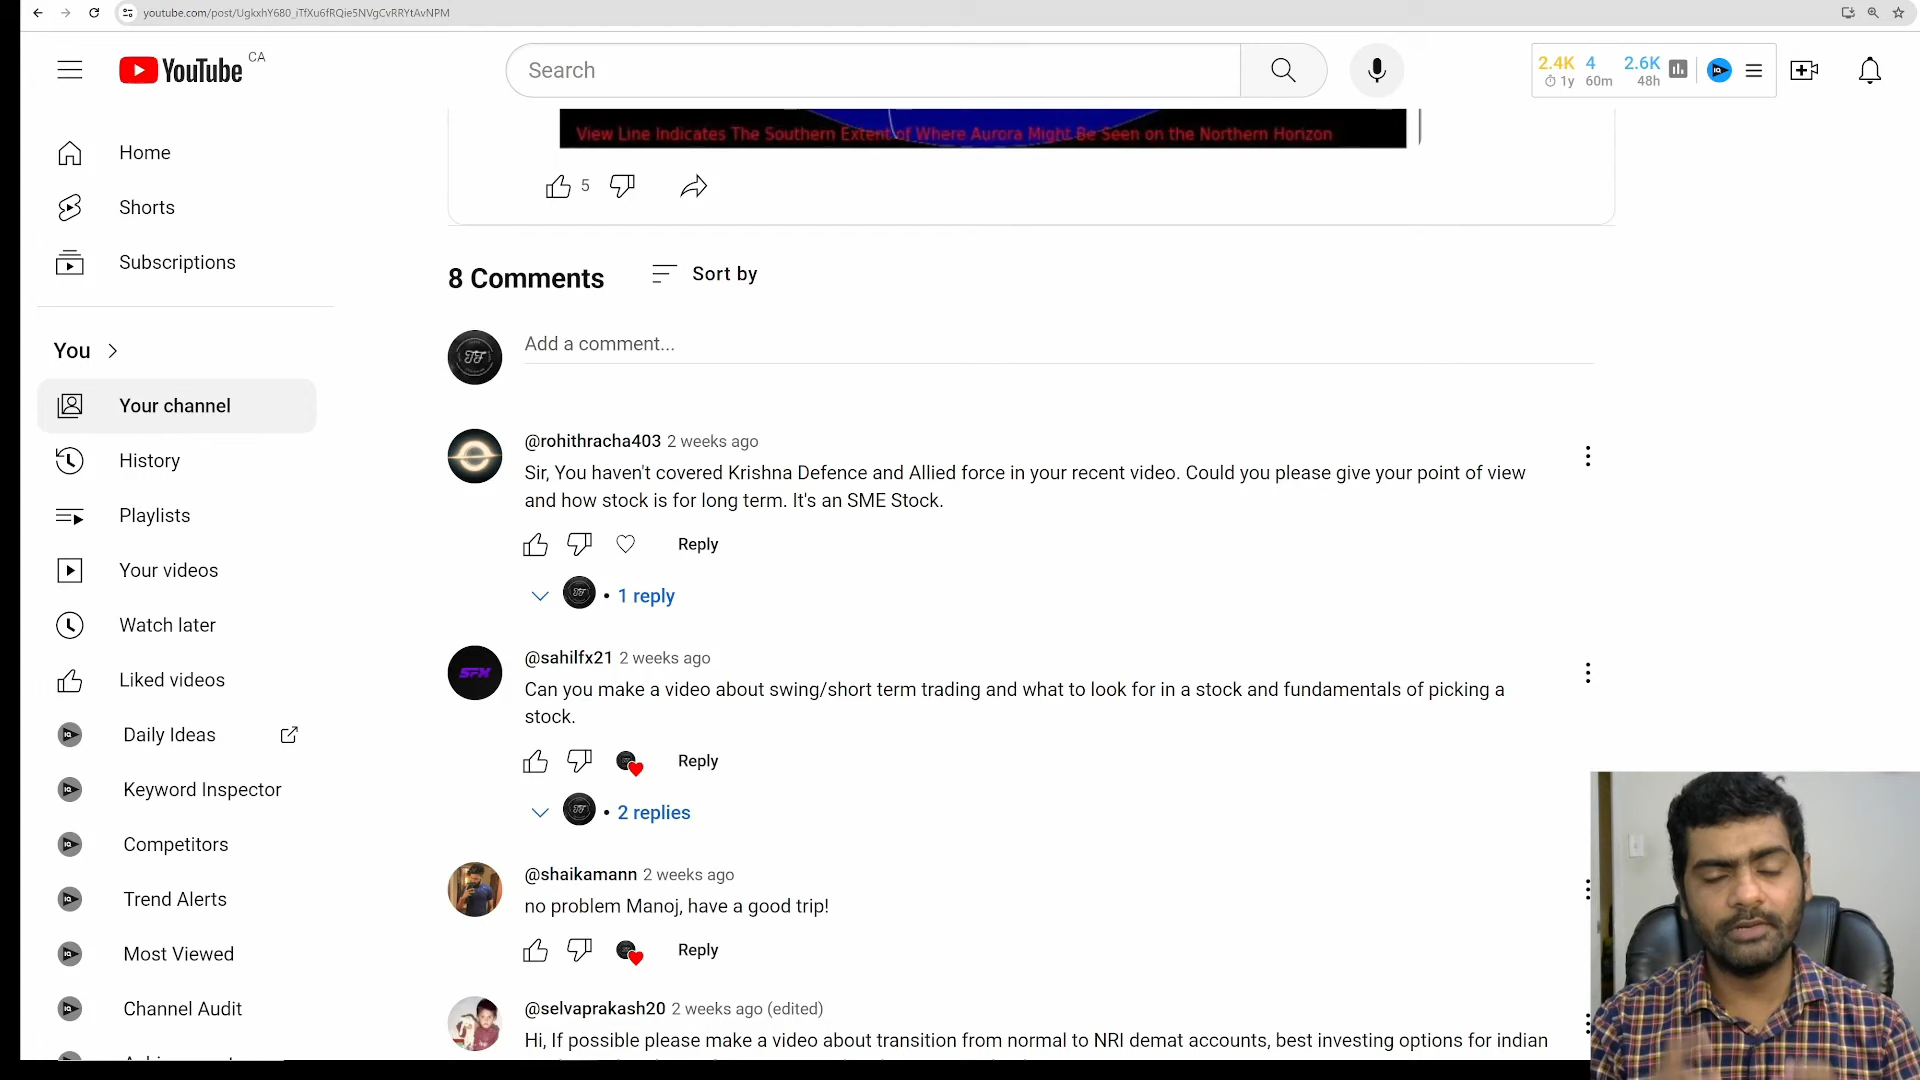 youtube.com/post/UgkxhY680_iTfXu6fRQie5NVgCvRRYtAvNPM
YouTube CA
Search
2.4K 4 2.6K
1y 60m 48h
View Line Indicates The Southern Extent of Where Aurora Might Be Seen on the Northern Horizon
5
Home
Shorts
Subscriptions
You
Your channel
History
Playlists
Your videos
Watch later
Liked videos
Daily Ideas
Keyword Inspector
Competitors
Trend Alerts
Most Viewed
Channel Audit
8 Comments Sort by
Add a comment...
@rohithracha403 2 weeks ago
Sir, You haven't covered Krishna Defence and Allied force in your recent video. Could you please give your point of view
and how stock is for long term. It's an SME Stock.
Reply
• 1 reply
SFX
@sahilfx21 2 weeks ago
Can you make a video about swing/short term trading and what to look for in a stock and fundamentals of picking a
stock.
Reply
• 2 replies
@shaikamann 2 weeks ago
no problem Manoj, have a good trip!
Reply
@selvaprakash20 2 weeks ago (edited)
Hi, If possible please make a video about transition from normal to NRI demat accounts, best investing options for indian